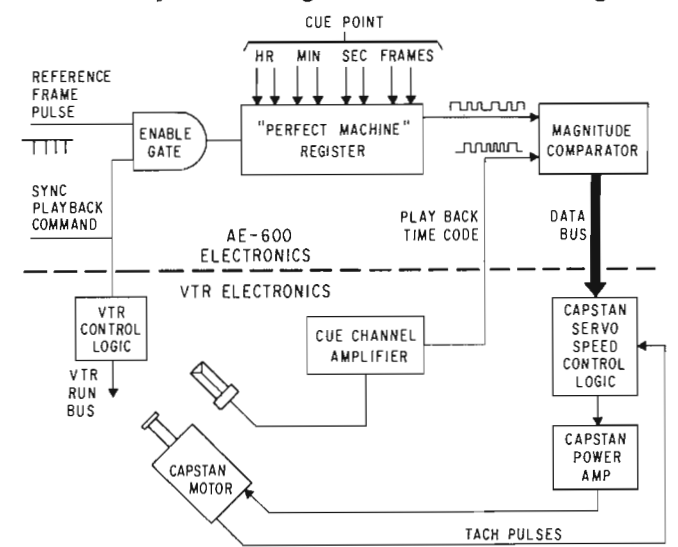 CUE POINT
HR MIN SEC FRAMES
REFERENCE
FRAME
PULSE
ENABLE
GATE
"PERFECT MACHINE"
REGISTER
MAGNITUDE
COMPARATOR
SYNC
PLAYBACK
COMMAND
PLAY BACK
TIME CODE
DATA
BUS
AE-600
ELECTRONICS
VTR ELECTRONICS
VTR
CONTROL
LOGIC
VTR
RUN
BUS
CUE CHANNEL
AMPLIFIER
CAPSTAN
SERVO
SPEED
CONTROL
LOGIC
CAPSTAN
POWER
AMP
CAPSTAN
MOTOR
TACH PULSES